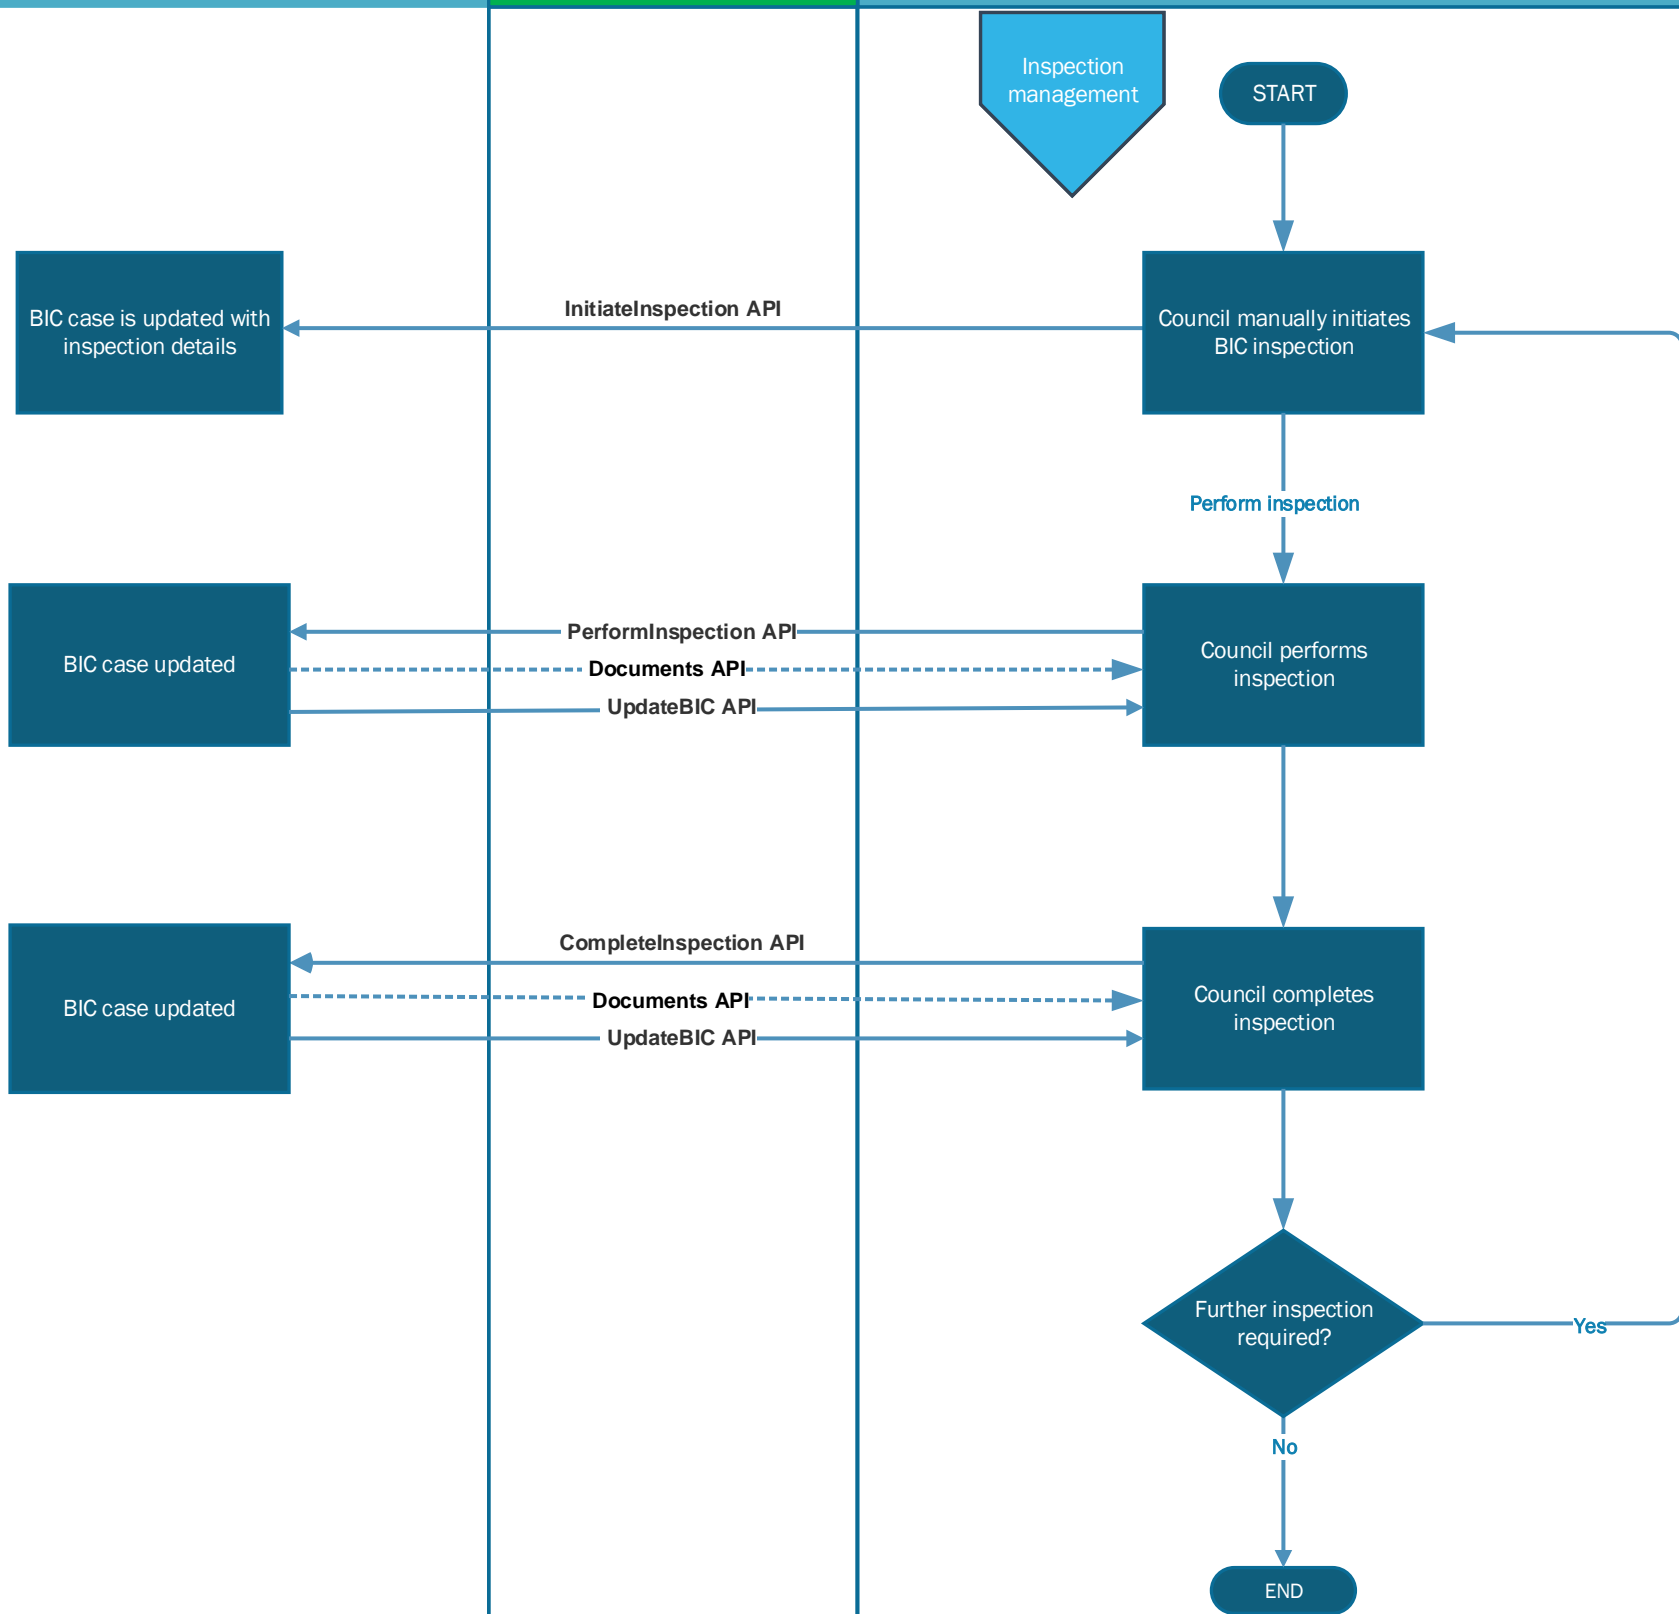 Inspection
management
START
InitiateInspection API
BIC case is updated with
inspection details
Council manually initiates
BIC inspection
Perform inspection
PerformInspection API
BIC case updated
Documents API
Council performs
inspection
UpdateBIC API
CompleteInspection API
BIC case updated
Documents API
Council completes
inspection
UpdateBIC API
Further inspection
required?
Yes
No
END